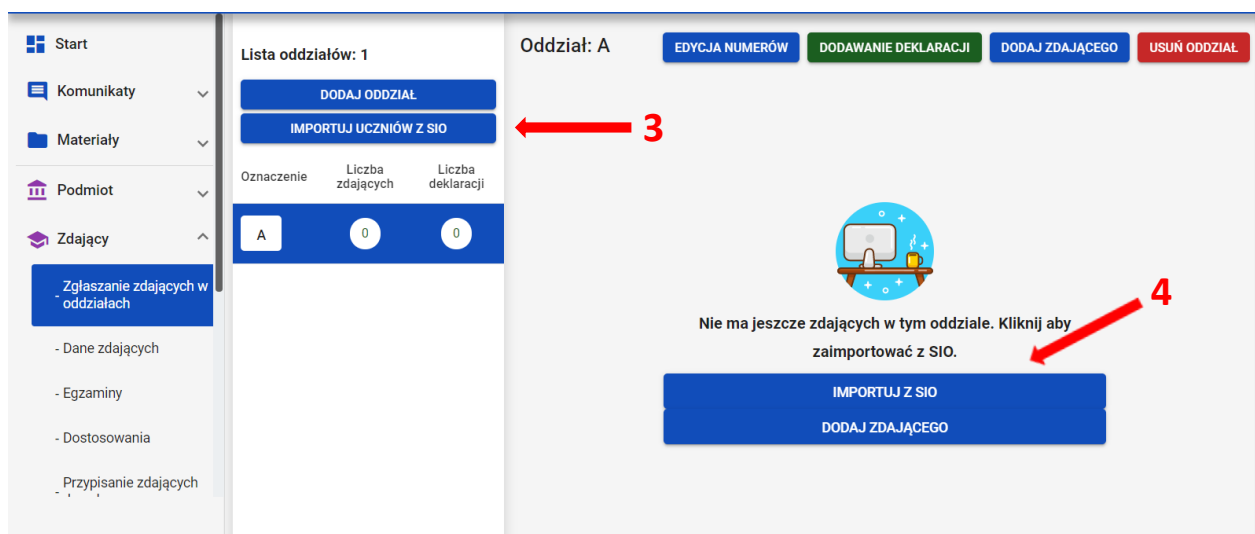 Start
Komunikaty
Materiały
Podmiot
Zdający
- Zgłaszanie zdających w
oddziałach
- Dane zdających
- Egzaminy
- Dostosowania
- Przypisanie zdających
Lista oddziałów: 1
DODAJ ODDZIAŁ
IMPORTUJ UCZNIÓW Z SIO
Oznaczenie
Liczba
zdających
Liczba
deklaracji
A
0
0
Oddział: A
EDYCJA NUMERÓW
DODAWANIE DEKLARACJI
DODAJ ZDAJĄCEGO
USUŃ ODDZIAŁ
3
4
Nie ma jeszcze zdających w tym oddziale. Kliknij aby
zaimportować z SIO.
IMPORTUJ Z SIO
DODAJ ZDAJĄCEGO